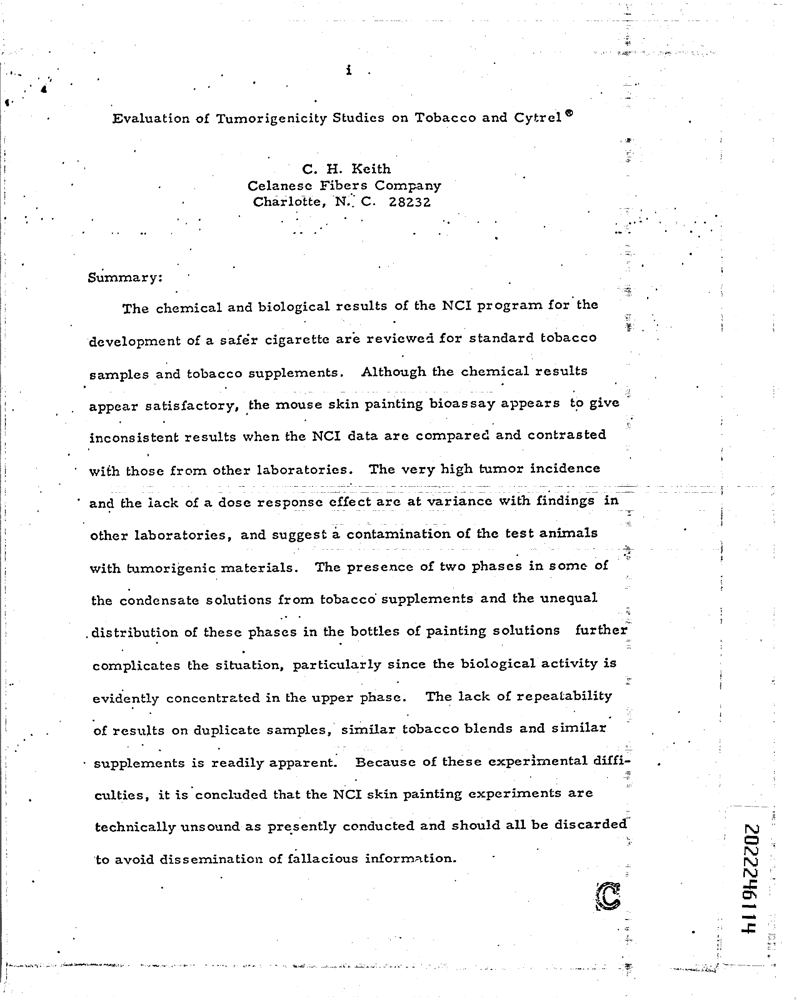 i
Evaluation of Tumorigenicity Studies on Tobacco and Cytrel®
C. H. Keith
Celanese Fibers Company
Charlotte, N. C. 28232
Summary:
The chemical and biological results of the NCI program for the
development of a safer cigarette are reviewed for standard tobacco
samples and tobacco supplements. Although the chemical results
appear satisfactory, the mouse skin painting bioassay appears to give
inconsistent results when the NCI data are compared and contrasted
with those from other laboratories. The very high tumor incidence
and the lack of a dose response effect are at variance with findings in
other laboratories, and suggest a contamination of the test animals
with tumorigenic materials. The presence of two phases in some of
the condensate solutions from tobacco supplements and the unequal
distribution of these phases in the bottles of painting solutions further
complicates the situation, particularly since the biological activity is
evidently concentrated in the upper phase. The lack of repeatability
of results on duplicate samples, similar tobacco blends and similar
supplements is readily apparent. Because of these experimental diffi-
culties, it is concluded that the NCI skin painting experiments are
technically unsound as presently conducted and should all be discarded
to avoid dissemination of fallacious information.
©
2022246114